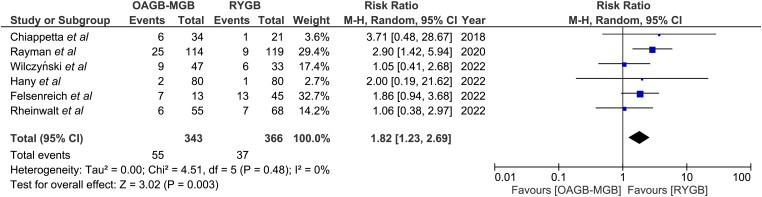 OAGB-MGB RYGB Risk Ratio Risk Ratio
Study or Subgroup Events Total Events Total Weight M-H, Random, 95% CI Year M-H, Random, 95% CI
Chiappetta et al 6 34 1 21 3.6% 3.71 [0.48, 28.67] 2018
Rayman et al 25 114 9 119 29.4% 2.90 [1.42, 5.94] 2020
Wilczyński et al 9 47 6 33 17.2% 1.05 [0.41, 2.68] 2022
Hany et al 2 80 1 80 2.7% 2.00 [0.19, 21.62] 2022
Felsenreich et al 7 13 13 45 32.7% 1.86 [0.94, 3.68] 2022
Rheinwalt et al 6 55 7 68 14.2% 1.06 [0.38, 2.97] 2022
Total (95% CI) 343 366 100.0% 1.82 [1.23, 2.69]
Total events 55 37
Heterogeneity: Tau² = 0.00; Chi² = 4.51, df = 5 (P = 0.48); I² = 0%
Test for overall effect: Z = 3.02 (P = 0.003)
0.01 0.1 1 10 100
Favours [OAGB-MGB] Favours [RYGB]